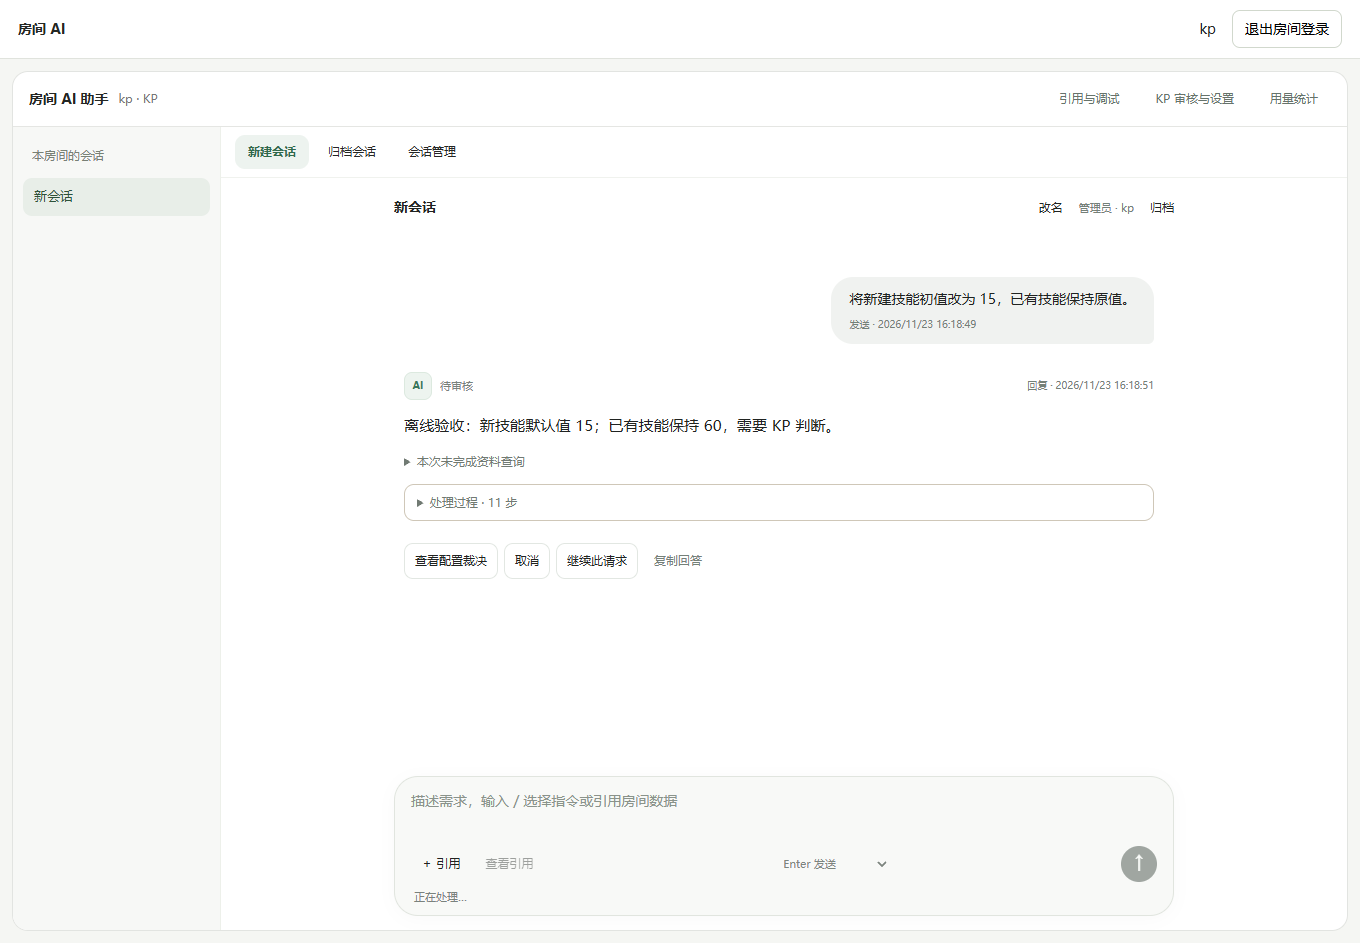 房间 AI
kp
退出房间登录
房间 AI 助手 kp · KP
引用与调试
KP 审核与设置
用量统计
本房间的会话
新会话
新建会话
归档会话
会话管理
新会话
改名
管理员 · kp
归档
将新建技能初值改为 15，已有技能保持原值。
发送 · 2026/11/23 16:18:49
AI 待审核
回复 · 2026/11/23 16:18:51
离线验收：新技能默认值 15；已有技能保持 60，需要 KP 判断。
本次未完成资料查询
处理过程 · 11 步
查看配置裁决
取消
继续此请求
复制回答
描述需求，输入 / 选择指令或引用房间数据
+ 引用
查看引用
Enter 发送
正在处理...